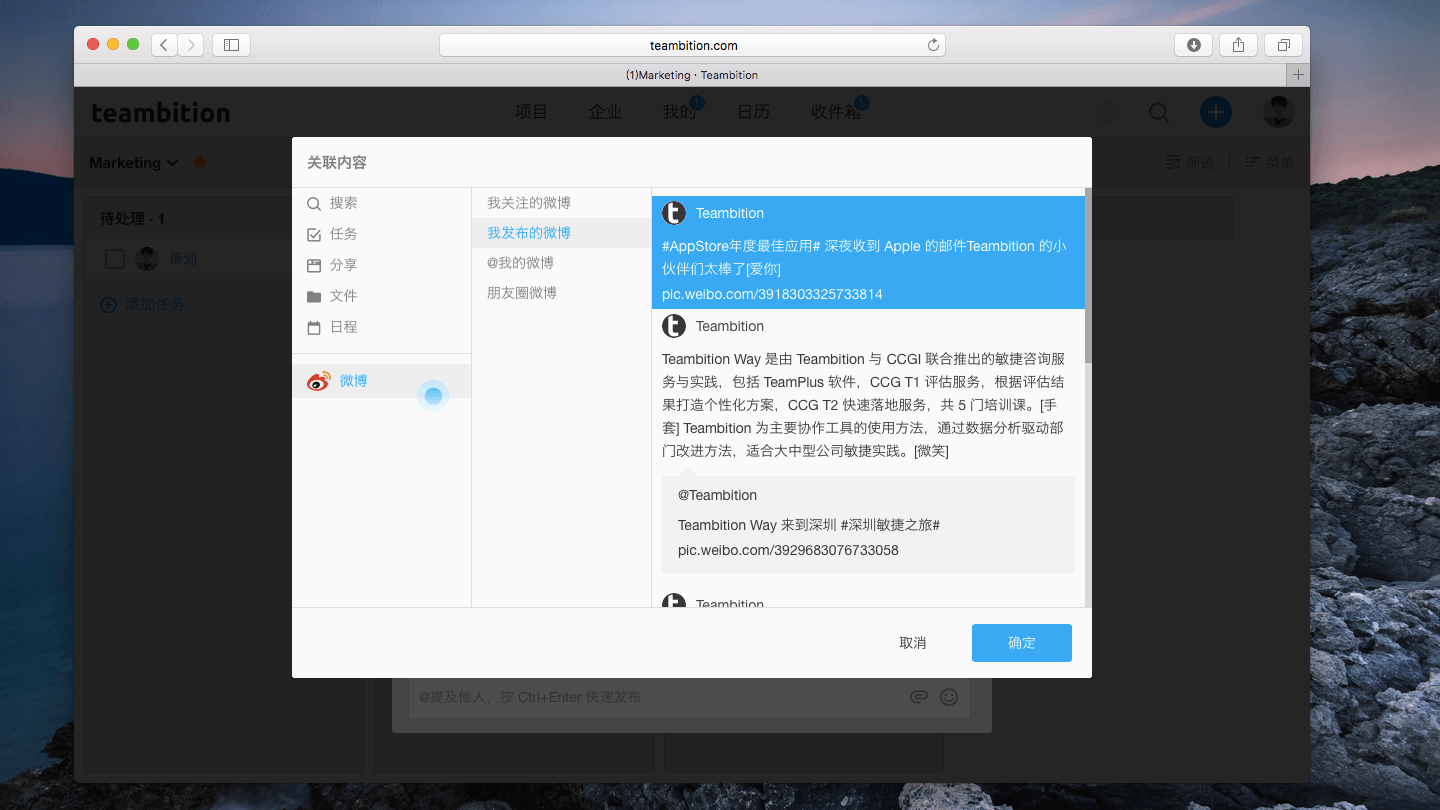 teambition.com
(1)Marketing · Teambition
teambition
项目
企业
我的
1
日历
收件箱
1
Marketing
筛选
菜单
待处理 · 1
策划
添加任务
关联内容
搜索
任务
分享
文件
日程
微博
我关注的微博
我发布的微博
@我的微博
朋友圈微博
Teambition
#AppStore年度最佳应用# 深夜收到 Apple 的邮件Teambition 的小
伙伴们太棒了[爱你]
pic.weibo.com/3918303325733814
Teambition
Teambition Way 是由 Teambition 与 CCGI 联合推出的敏捷咨询服
务与实践，包括 TeamPlus 软件，CCG T1 评估服务，根据评估结
果打造个性化方案，CCG T2 快速落地服务，共 5 门培训课。[手
套] Teambition 为主要协作工具的使用方法，通过数据分析驱动部
门改进方法，适合大中型公司敏捷实践。[微笑]
@Teambition
Teambition Way 来到深圳 #深圳敏捷之旅#
pic.weibo.com/3929683076733058
Teambition
取消
确定
@提及他人，按 Ctrl+Enter 快速发布